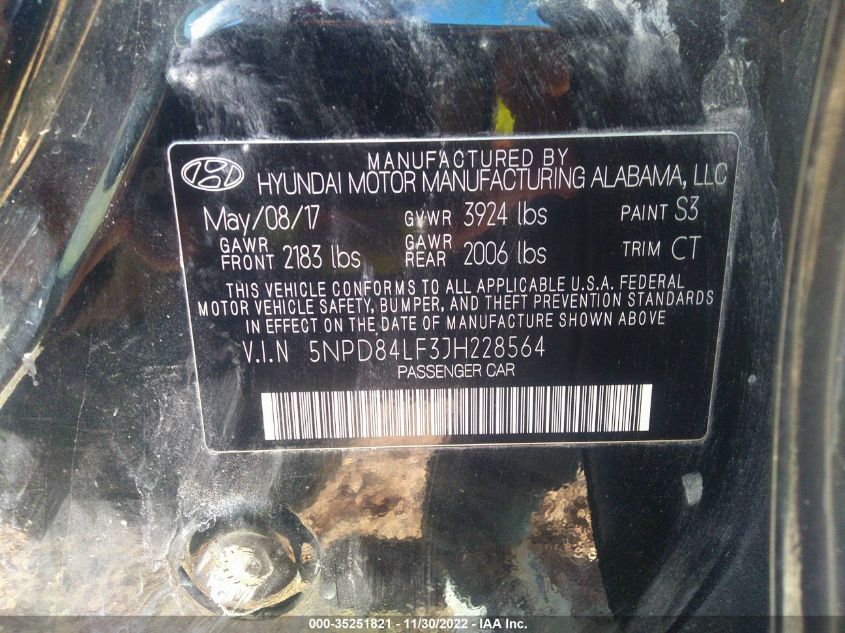 MANUFACTURED BY
HYUNDAI MOTOR MANUFACTURING ALABAMA, LLC
May/08/17 GVWR 3924 lbs PAINT S3
GAWR FRONT 2183 lbs GAWR REAR 2006 lbs TRIM CT
THIS VEHICLE CONFORMS TO ALL APPLICABLE U.S.A. FEDERAL
MOTOR VEHICLE SAFETY, BUMPER, AND THEFT PREVENTION STANDARDS
IN EFFECT ON THE DATE OF MANUFACTURE SHOWN ABOVE
V.I.N 5NPD84LF3JH228564
PASSENGER CAR
000-35251821 - 11/30/2022 - IAA Inc.